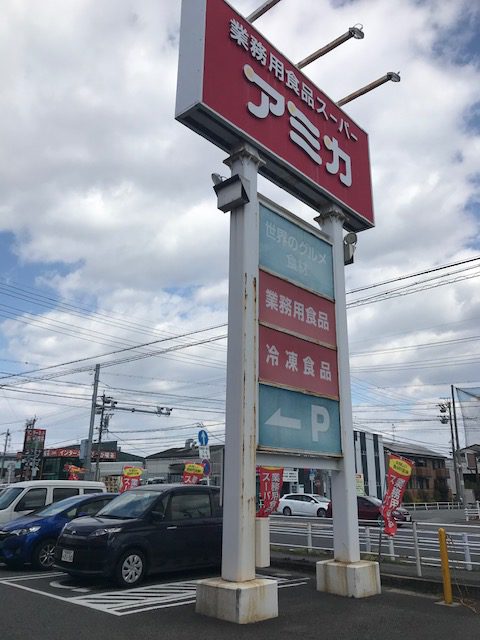 業務用食品スーパー
アミカ
世界のグルメ
食材
業務用食品
冷凍食品
←P